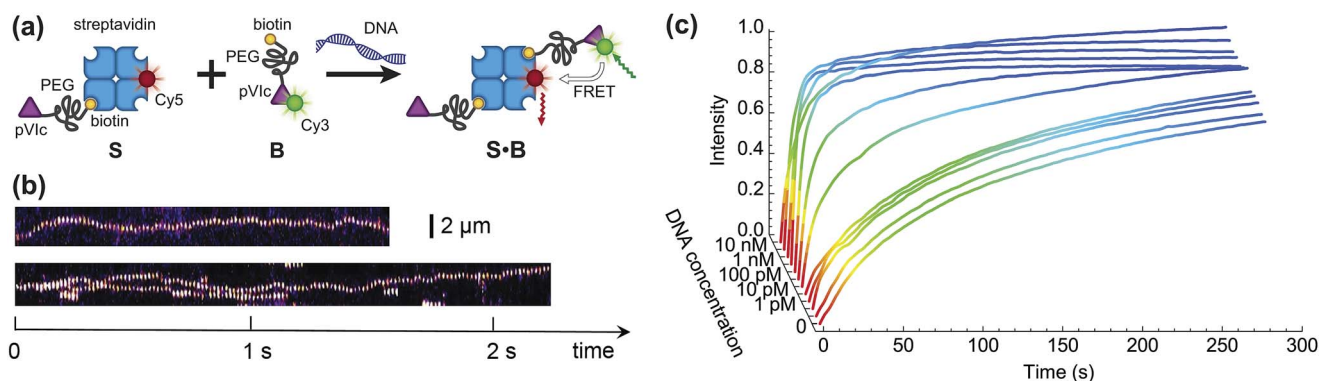 (a)
streptavidin
biotin
DNA
PEG
PEG
pVIc
biotin
Cy5
pVIc
Cy3
FRET
S
B
S•B
(b)
2 µm
0
1 s
2 s
time
(c)
1.0
0.8
0.6
0.4
0.2
0.0
Intensity
10 nM
1 nM
100 pM
10 pM
1 pM
0
DNA concentration
0
50
100
150
200
250
300
Time (s)